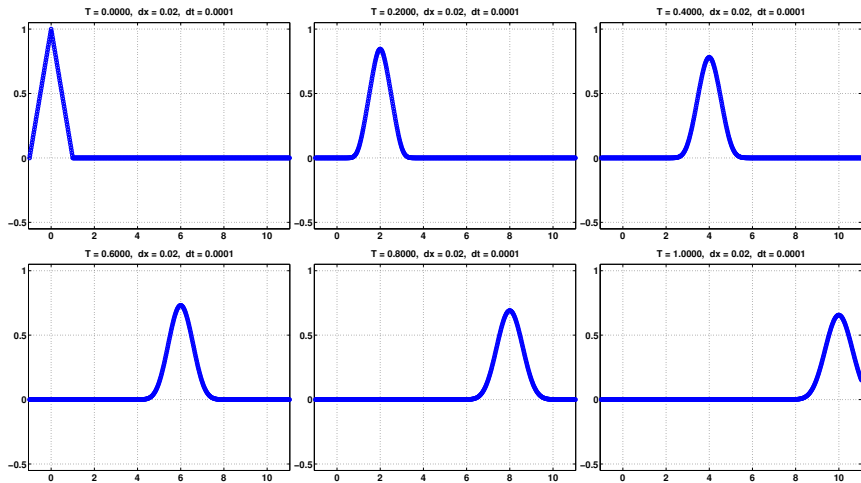 T = 0.0000, dx = 0.02, dt = 0.0001
1
0.5
0
−0.5
0 2 4 6 8 10
T = 0.2000, dx = 0.02, dt = 0.0001
1
0.5
0
−0.5
0 2 4 6 8 10
T = 0.4000, dx = 0.02, dt = 0.0001
1
0.5
0
−0.5
0 2 4 6 8 10
T = 0.6000, dx = 0.02, dt = 0.0001
1
0.5
0
−0.5
0 2 4 6 8 10
T = 0.8000, dx = 0.02, dt = 0.0001
1
0.5
0
−0.5
0 2 4 6 8 10
T = 1.0000, dx = 0.02, dt = 0.0001
1
0.5
0
−0.5
0 2 4 6 8 10